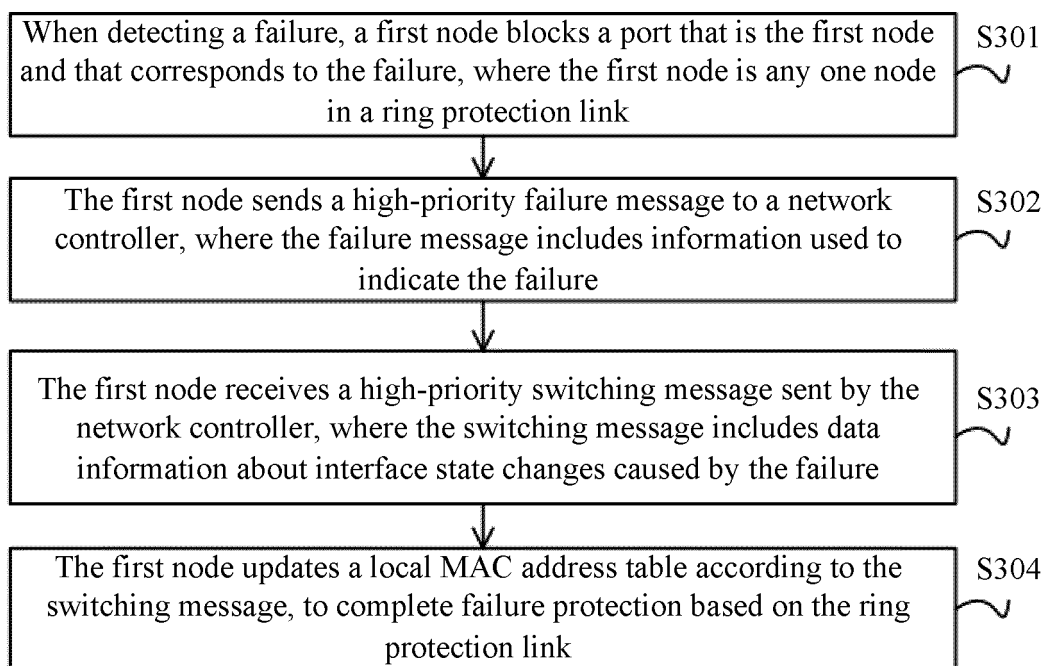 When detecting a failure, a first node blocks a port that is the first node
and that corresponds to the failure, where the first node is any one node
in a ring protection link
S301
The first node sends a high-priority failure message to a network
controller, where the failure message includes information used to
indicate the failure
S302
The first node receives a high-priority switching message sent by the
network controller, where the switching message includes data
information about interface state changes caused by the failure
S303
The first node updates a local MAC address table according to the
switching message, to complete failure protection based on the ring
protection link
S304